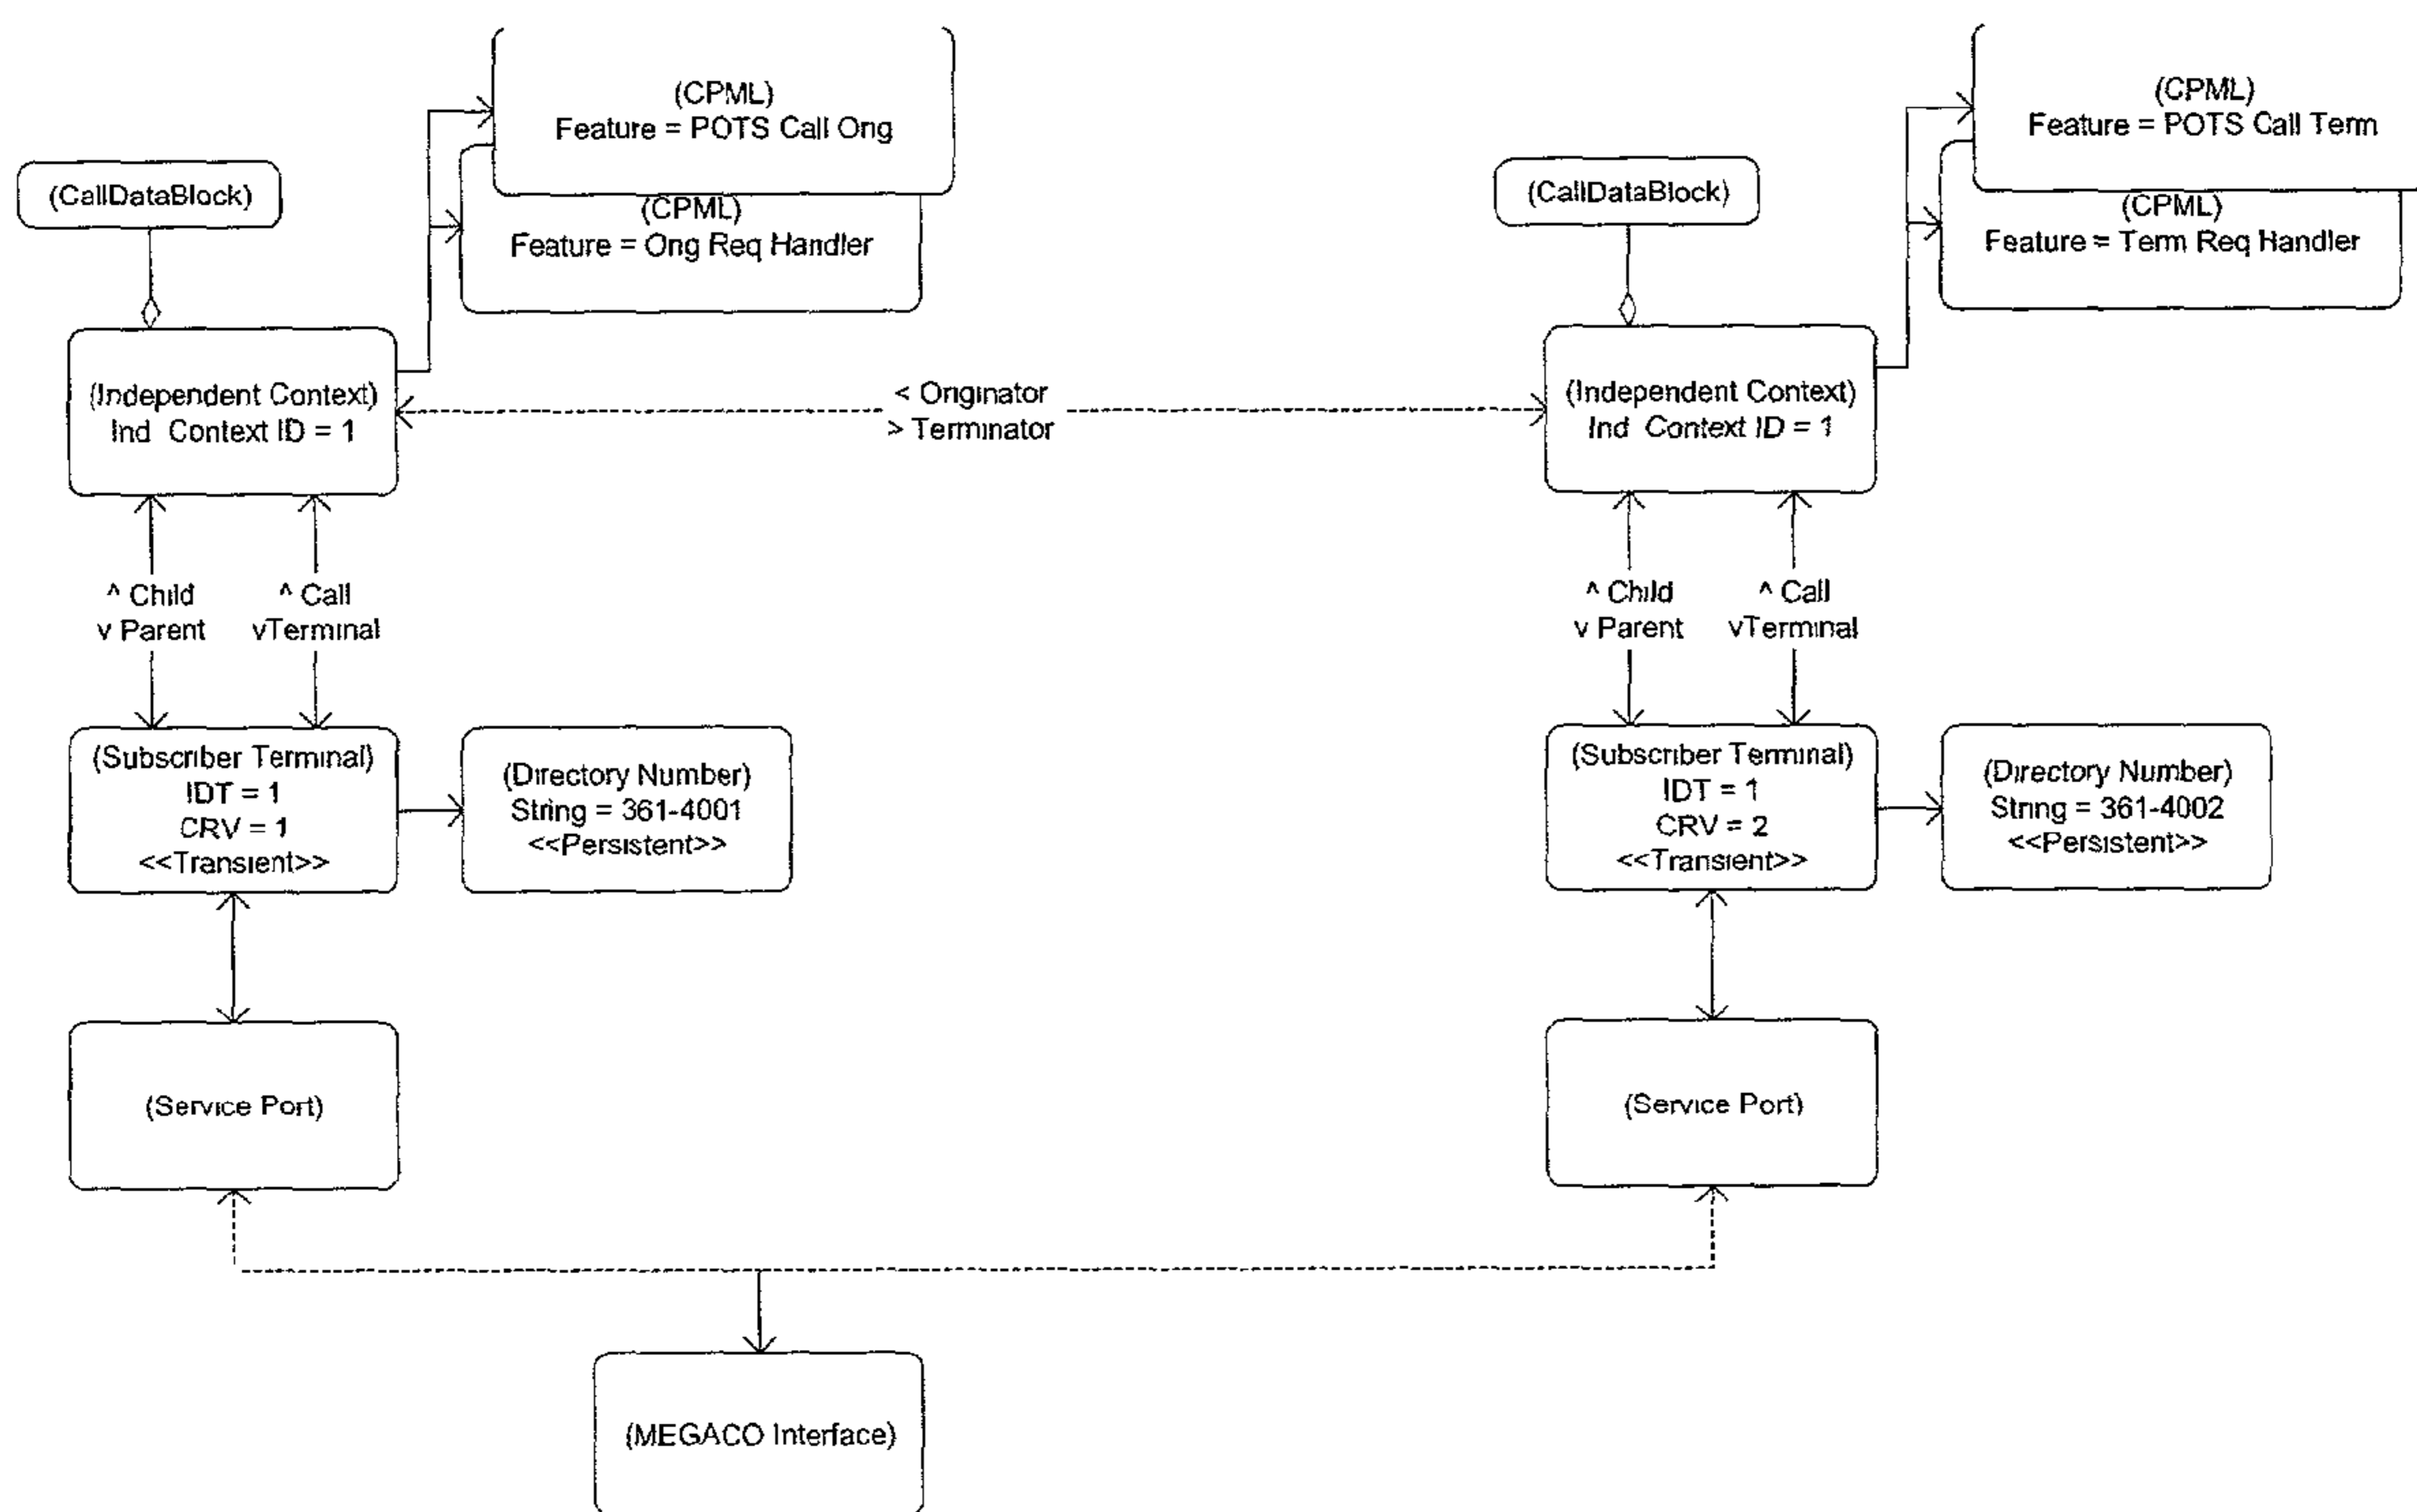 (CPML)
Feature = POTS Call Ong
(CPML)
Feature = Ong Req Handler
(CallDataBlock)
(Independent Context)
Ind Context ID = 1
< Originator
> Terminator
(CPML)
Feature = POTS Call Term
(CPML)
Feature = Term Req Handler
(CallDataBlock)
(Independent Context)
Ind Context ID = 1
^ Child
v Parent
^ Call
vTerminal
^ Child
v Parent
^ Call
vTerminal
(Subscriber Terminal)
IDT = 1
CRV = 1
<<Transient>>
(Directory Number)
String = 361-4001
<<Persistent>>
(Subscriber Terminal)
IDT = 1
CRV = 2
<<Transient>>
(Directory Number)
String = 361-4002
<<Persistent>>
(Service Port)
(Service Port)
(MEGACO Interface)